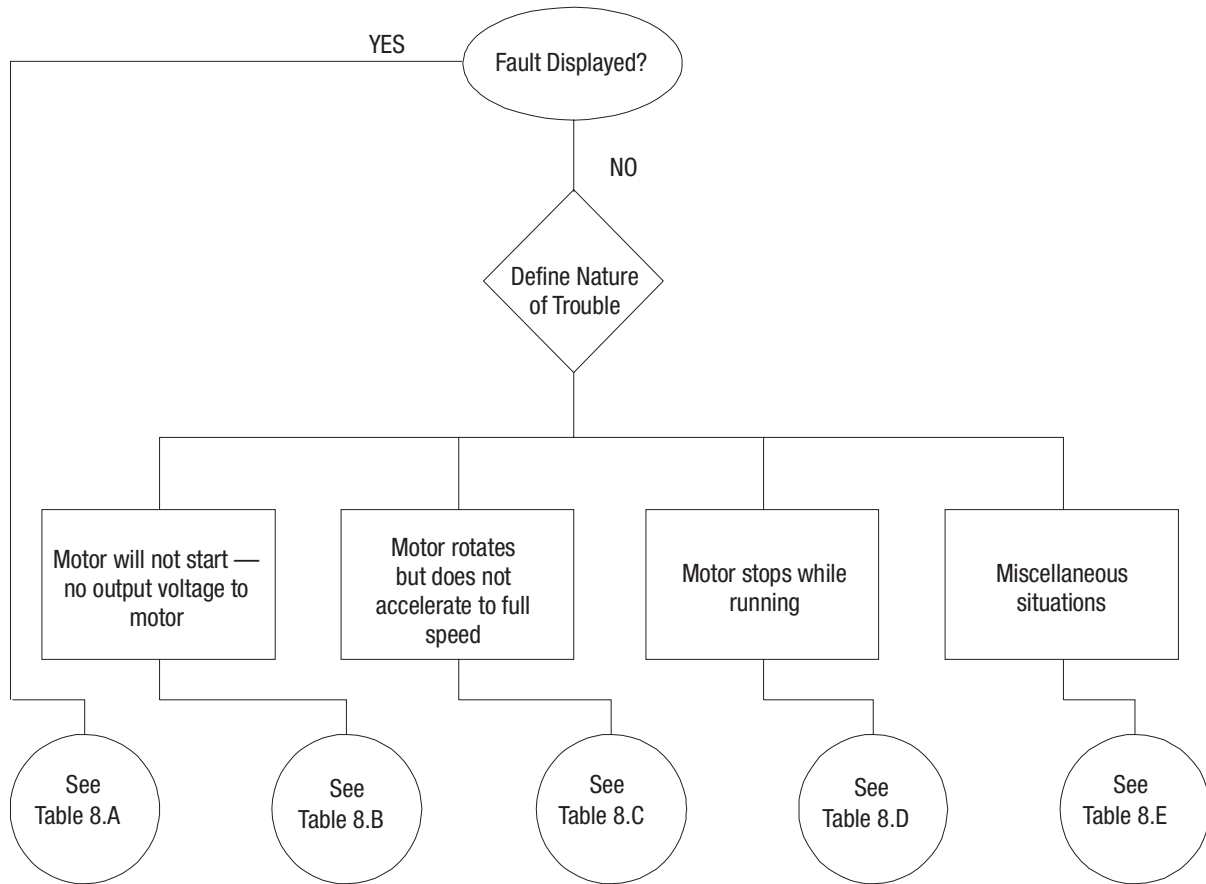 YES
Fault Displayed?
NO
Define Nature
of Trouble
Motor will not start —
no output voltage to
motor
Motor rotates
but does not
accelerate to full
speed
Motor stops while
running
Miscellaneous
situations
See
Table 8.A
See
Table 8.B
See
Table 8.C
See
Table 8.D
See
Table 8.E